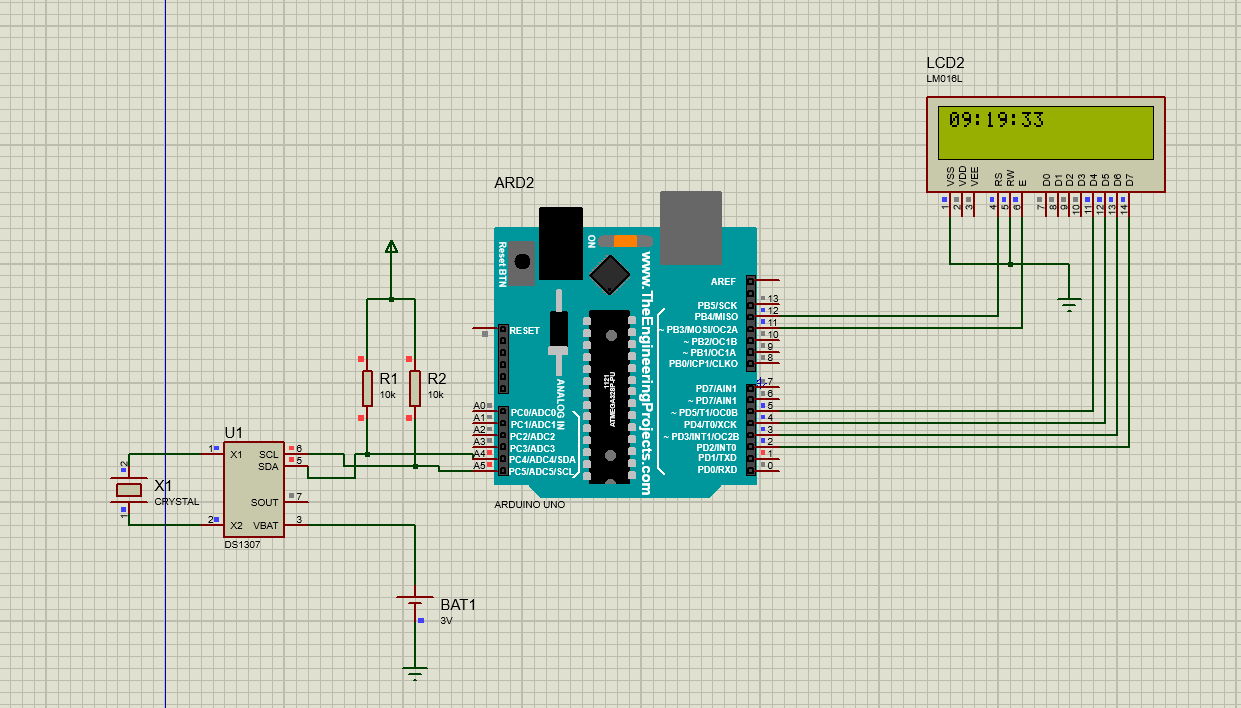 LCD2
LM016L
09:19:33
VSS VDD VEE RS RW E D0 D1 D2 D3 D4 D5 D6 D7
1 2 3 4 5 6 7 8 9 10 11 12 13 14
ARD2
Reset BTN
ON
www.TheEngineeringProjects.com
ANALOG IN
1121
ATMEGA328P-PU
RESET
AREF
PB5/SCK 13
PB4/MISO 12
~ PB3/MOSI/OC2A 11
~ PB2/OC1B 10
~ PB1/OC1A 9
PB0/ICP1/CLKO 8
PD7/AIN1 7
~ PD7/AIN1 6
~ PD5/T1/OC0B 5
PD4/T0/XCK 4
~ PD3/INT1/OC2B 3
PD2/INT0 2
PD1/TXD 1
PD0/RXD 0
A0 PC0/ADC0
A1 PC1/ADC1
A2 PC2/ADC2
A3 PC3/ADC3
A4 PC4/ADC4/SDA
A5 PC5/ADC5/SCL
ARDUINO UNO
R1
10k
R2
10k
U1
1 X1 SCL 6
SDA 5
SOUT 7
2 X2 VBAT 3
DS1307
2
X1
CRYSTAL
1
BAT1
3V